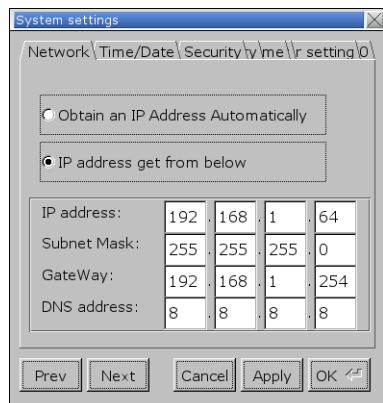 System settings
Network Time/Date Security y me r setting 0
Obtain an IP Address Automatically
IP address get from below
IP address: 192 . 168 . 1 . 64
Subnet Mask: 255 . 255 . 255 . 0
GateWay: 192 . 168 . 1 . 254
DNS address: 8 . 8 . 8 . 8
Prev Next Cancel Apply OK